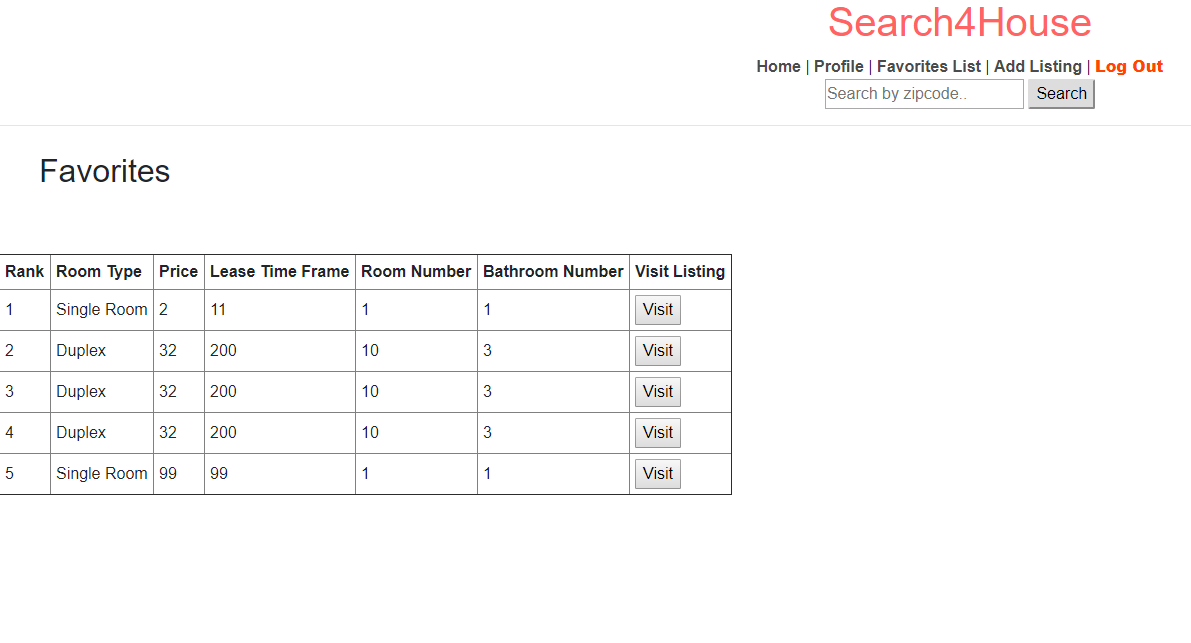 Search4House
Home | Profile | Favorites List | Add Listing | Log Out
Search by zipcode.. Search
Favorites
Rank Room Type Price Lease Time Frame Room Number Bathroom Number Visit Listing
1 Single Room 2 11 1 1 Visit
2 Duplex 32 200 10 3 Visit
3 Duplex 32 200 10 3 Visit
4 Duplex 32 200 10 3 Visit
5 Single Room 99 99 1 1 Visit